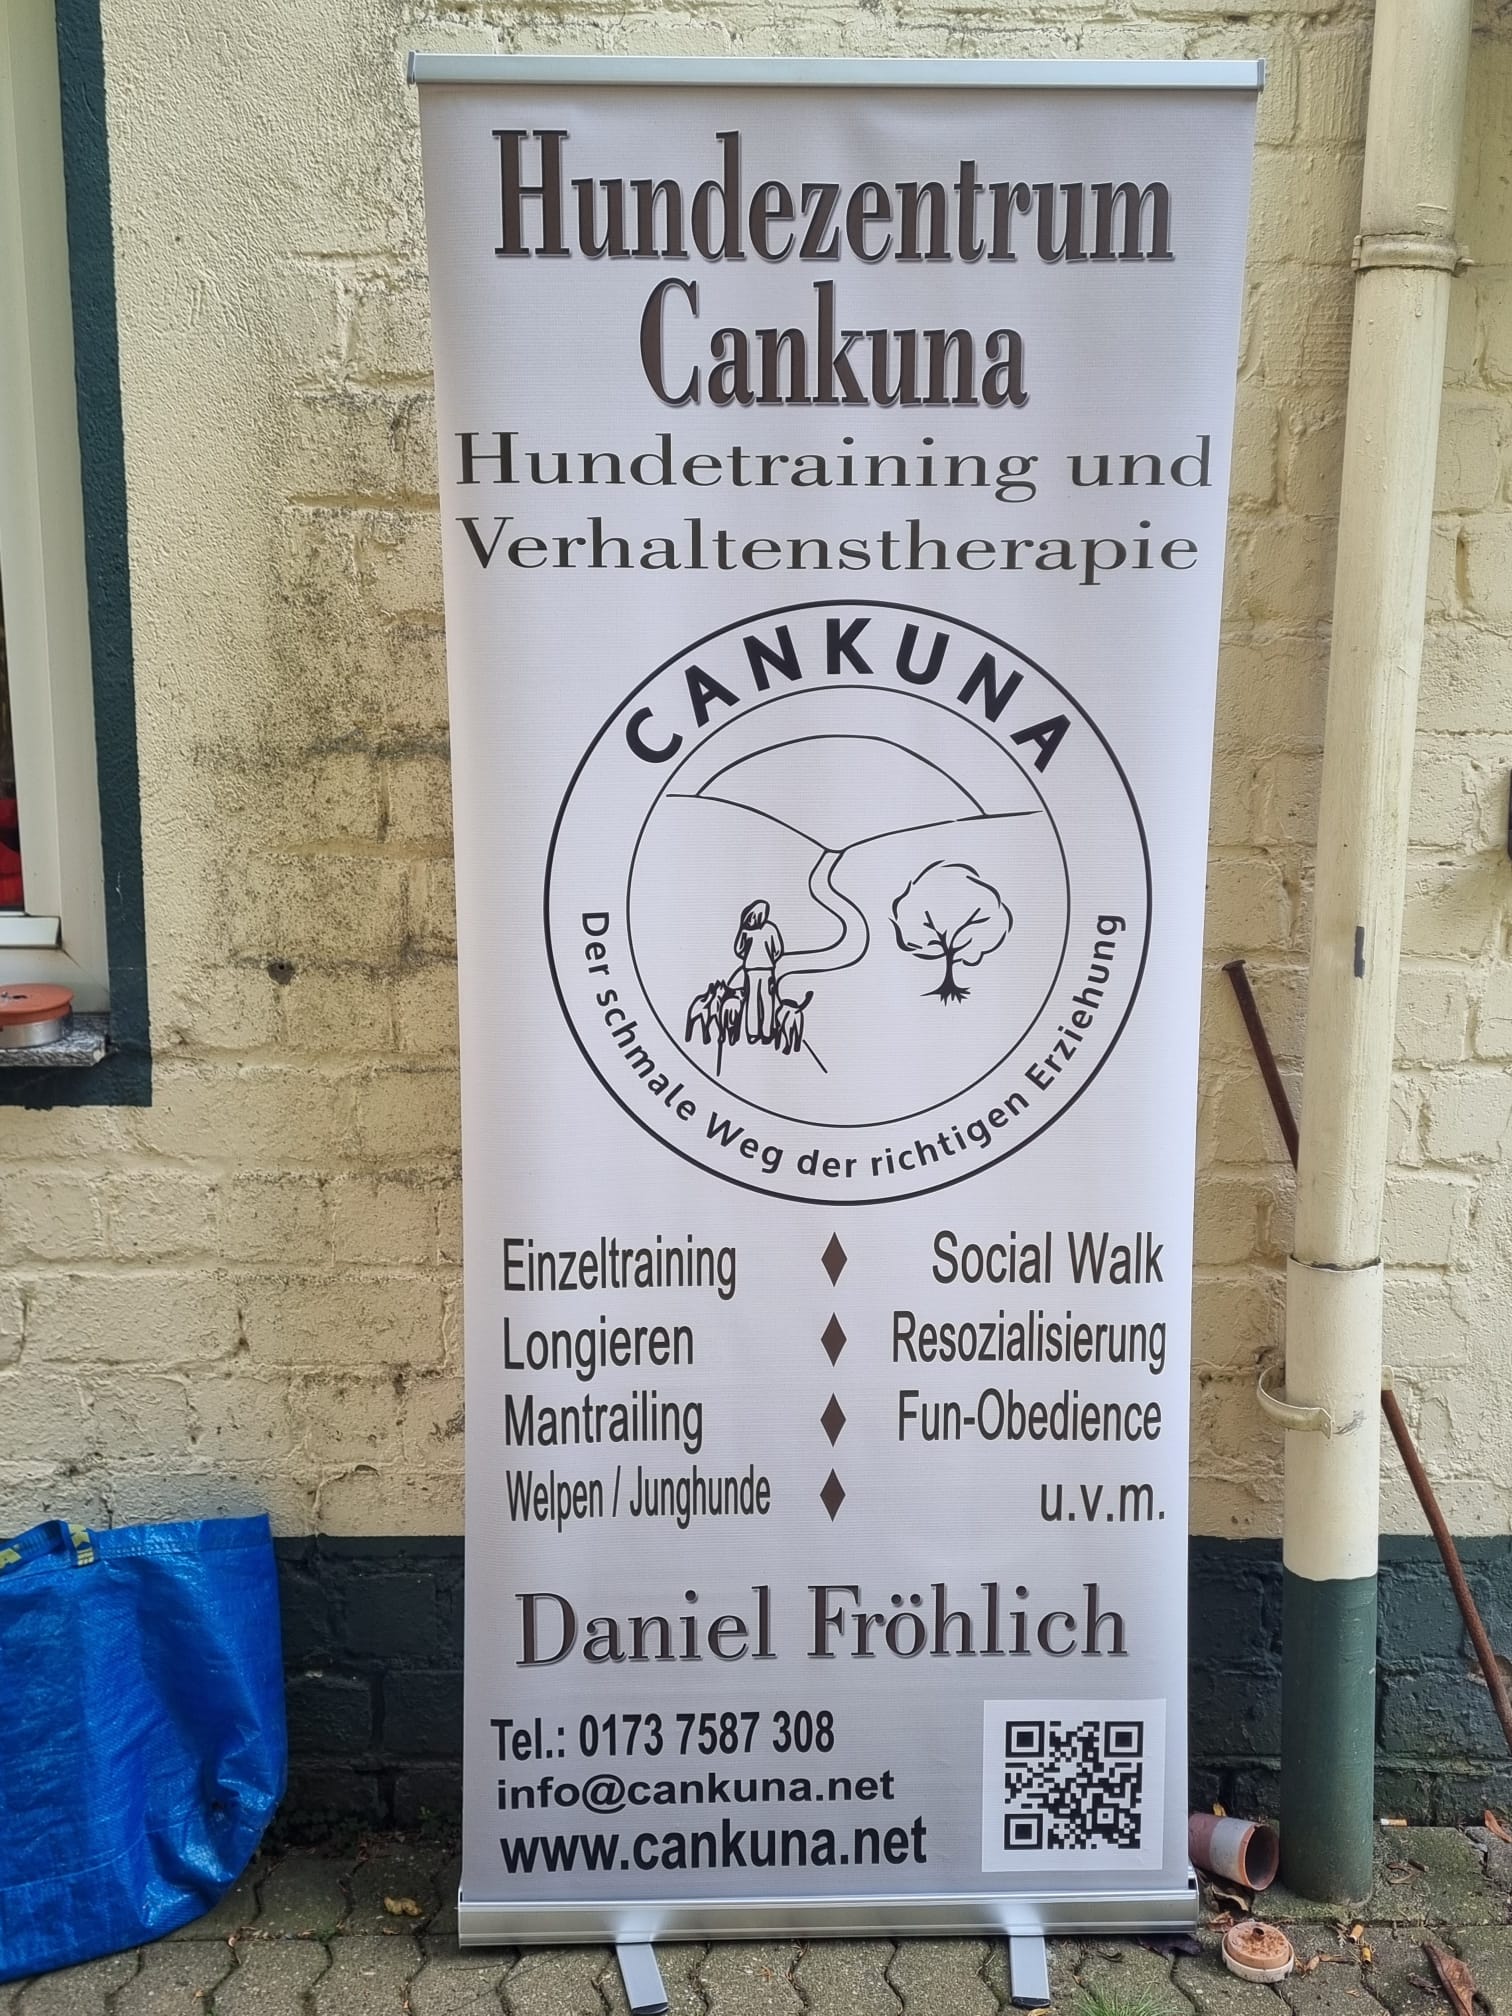 Hundezentrum
Cankuna
Hundetraining und
Verhaltenstherapie
CANKUNA
Der schmale Weg der richtigen Erziehung
Einzeltraining ♦ Social Walk
Longieren ♦ Resozialisierung
Mantrailing ♦ Fun-Obedience
Welpen / Junghunde ♦ u.v.m.
Daniel Fröhlich
Tel.: 0173 7587 308
info@cankuna.net
www.cankuna.net